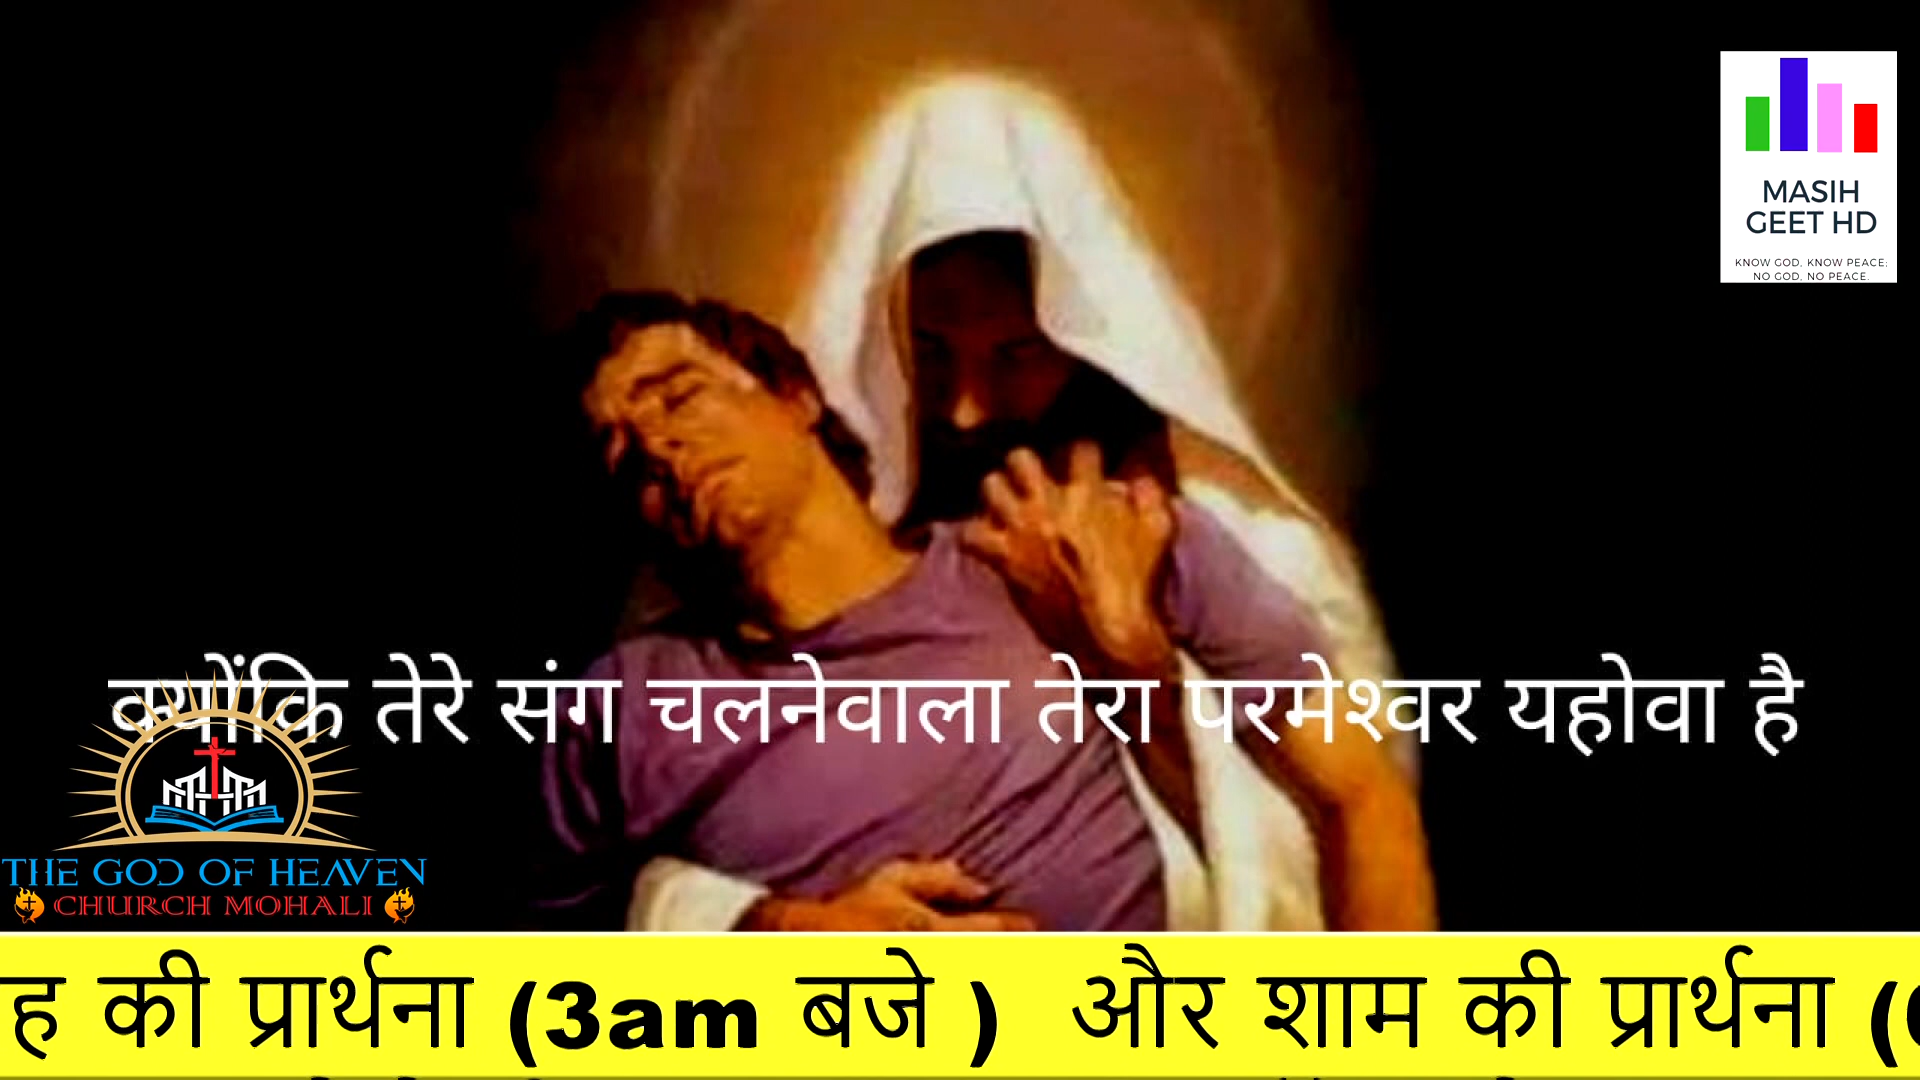 MASIH
GEET HD
KNOW GOD, KNOW PEACE;
NO GOD, NO PEACE.
क्योंकि तेरे संग चलनेवाला तेरा परमेश्वर यहोवा है
THE GOD OF HEAVEN
CHURCH MOHALI
ह की प्रार्थना (3am बजे ) और शाम की प्रार्थना (